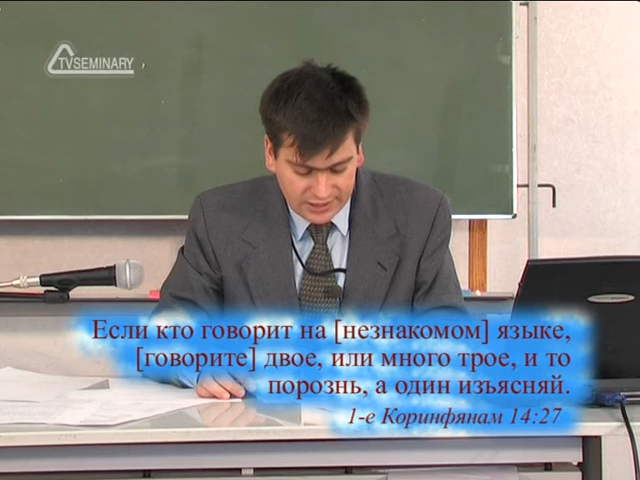 TVSEMINARY
Если кто говорит на [незнакомом] языке,
[говорите] двое, или много трое, и то
порознь, а один изъясняй.
1-е Коринфянам 14:27